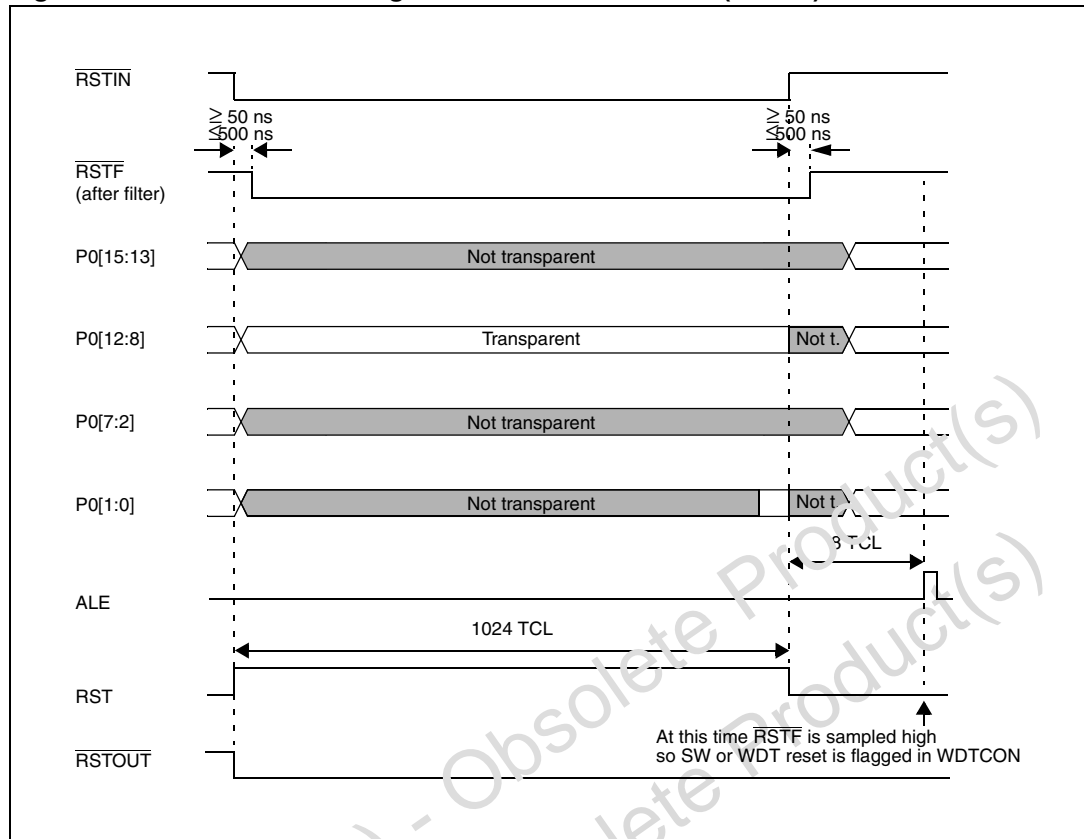 RSTIN
≥ 50 ns
≤500 ns
≥ 50 ns
≤500 ns
RSTF
(after filter)
P0[15:13]
Not transparent
P0[12:8]
Transparent
Not t.
P0[7:2]
Not transparent
P0[1:0]
Not transparent
Not t.
TCL
ALE
1024 TCL
RST
At this time RSTF is sampled high
so SW or WDT reset is flagged in WDTCON
RSTOUT
Obsolete Product(s)
) - Obsolete Product(s)